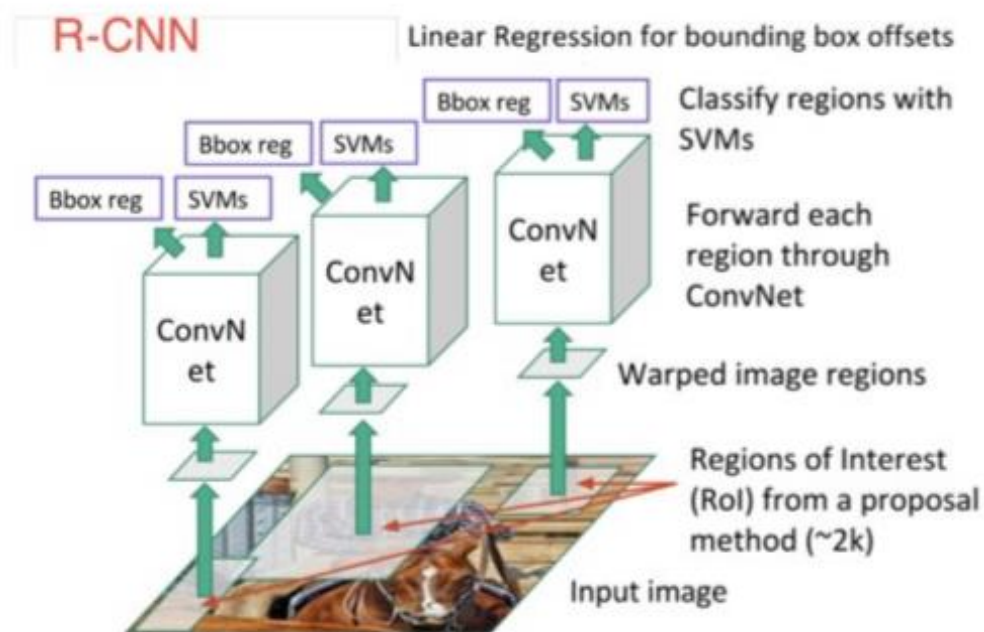 R-CNN
Linear Regression for bounding box offsets
Bbox reg
SVMs
Classify regions with
SVMs
Bbox reg
SVMs
Bbox reg
SVMs
Forward each
region through
ConvNet
ConvN
et
ConvN
et
ConvN
et
Warped image regions
Regions of Interest
(RoI) from a proposal
method (~2k)
Input image